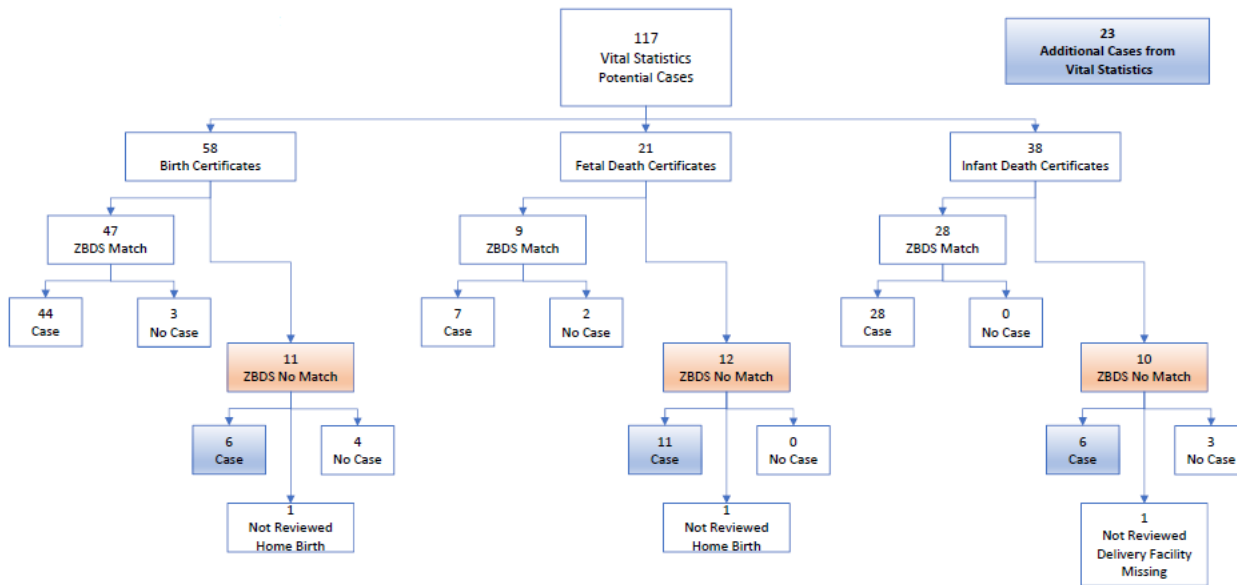 117
Vital Statistics
Potential Cases
23
Additional Cases from
Vital Statistics
58
Birth Certificates
21
Fetal Death Certificates
38
Infant Death Certificates
47
ZBDS Match
9
ZBDS Match
28
ZBDS Match
44
Case
3
No Case
7
Case
2
No Case
28
Case
0
No Case
11
ZBDS No Match
12
ZBDS No Match
10
ZBDS No Match
6
Case
4
No Case
11
Case
0
No Case
6
Case
3
No Case
1
Not Reviewed
Home Birth
1
Not Reviewed
Home Birth
1
Not Reviewed
Delivery Facility
Missing